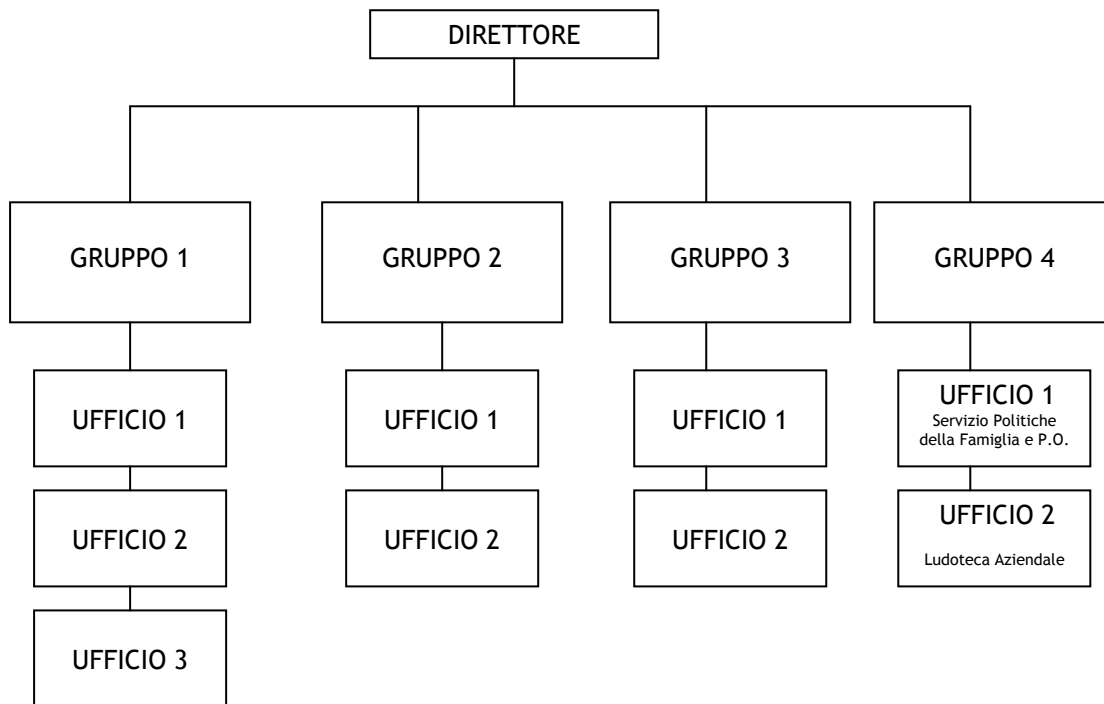 DIRETTORE
GRUPPO 1
GRUPPO 2
GRUPPO 3
GRUPPO 4
UFFICIO 1
UFFICIO 1
UFFICIO 1
UFFICIO 1
Servizio Politiche
della Famiglia e P.O.
UFFICIO 2
UFFICIO 2
UFFICIO 2
UFFICIO 2
Ludoteca Aziendale
UFFICIO 3